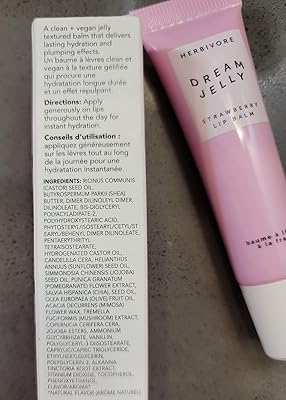 A clean + vegan jelly
textured balm that delivers
lasting hydration and
plumping effects.
Un baume à lèvres clean et
vegan à la texture gélifiée
qui procure une
hydratation longue durée
et un effet repulpant.
Directions: Apply
generously on lips
throughout the day for
instant hydration.
Conseils d'utilisation :
appliquez généreusement
sur les lèvres tout au long
de la journée pour une
hydratation instantanée.
INGREDIENTS: RICINUS COMMUNIS
(CASTOR) SEED OIL,
BUTYROSPERMUM PARKII (SHEA)
BUTTER, DIMER DILINOLEYL DIMER
DILINOLEATE, BIS-DIGLYCERYL
POLYACYLADIPATE-2,
POLYHYDROXYSTEARIC ACID,
PHYTOSTERYL/ISOSTEARYL/CETYL/ST
EARYL/BEHENYL DIMER DILINOLEATE,
PENTAERYTHRITYL
TETRAISOSTEARATE,
HYDROGENATED CASTOR OIL,
CANDELILLA CERA, HELIANTHUS
ANNUUS (SUNFLOWER) SEED OIL,
SIMMONDSIA CHINENSIS (JOJOBA)
SEED OIL, PUNICA GRANATUM
(POMEGRANATE) FLOWER EXTRACT,
SALVIA HISPANICA (CHIA) SEED OIL,
OLEA EUROPAEA (OLIVE) FRUIT OIL,
ACACIA DECURRENS (MIMOSA)
FLOWER WAX, TREMELLA
FUCIFORMIS (MUSHROOM) EXTRACT,
COPERNICIA CERIFERA CERA,
JOJOBA ESTERS, AMMONIUM
GLYCYRRHIZATE, VANILLIN,
POLYGLYCERYL-2 DIISOSTEARATE,
CAPRYLIC/CAPRIC TRIGLYCERIDE,
ETHYLHEXYLGLYCERIN,
POLYGLYCERIN-3, ALKANNA
TINCTORIA ROOT EXTRACT,
TITANIUM DIOXIDE, TOCOPHEROL,
PHENOXYETHANOL,
FLAVOR/AROMA*
*NATURAL FLAVOR (ARÔME NATUREL)
HERBIVORE
DREAM
JELLY
STRAWBERRY
LIP BALM
baume à l
à la fra